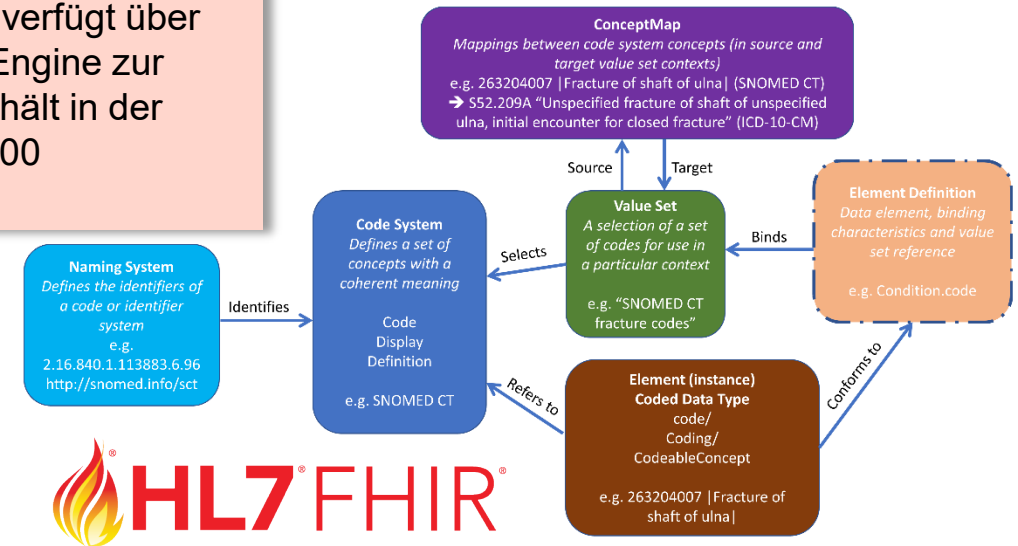 verfügt über
Engine zur
hält in der
00
ConceptMap
Mappings between code system concepts (in source and
target value set contexts)
e.g. 263204007 |Fracture of shaft of ulna| (SNOMED CT)
➔ S52.209A “Unspecified fracture of shaft of unspecified
ulna, initial encounter for closed fracture” (ICD-10-CM)
Source
Target
Naming System
Defines the identifiers of
a code or identifier
system
e.g.
2.16.840.1.113883.6.96
http://snomed.info/sct
Identifies
Code System
Defines a set of
concepts with a
coherent meaning
Code
Display
Definition
e.g. SNOMED CT
Selects
Value Set
A selection of a set
of codes for use in
a particular context
e.g. “SNOMED CT
fracture codes”
Binds
Element Definition
Data element, binding
characteristics and value
set reference
e.g. Condition.code
Refers to
Element (instance)
Coded Data Type
code/
Coding/
CodeableConcept
e.g. 263204007 |Fracture of
shaft of ulna|
Conforms to
® HL7® FHIR®